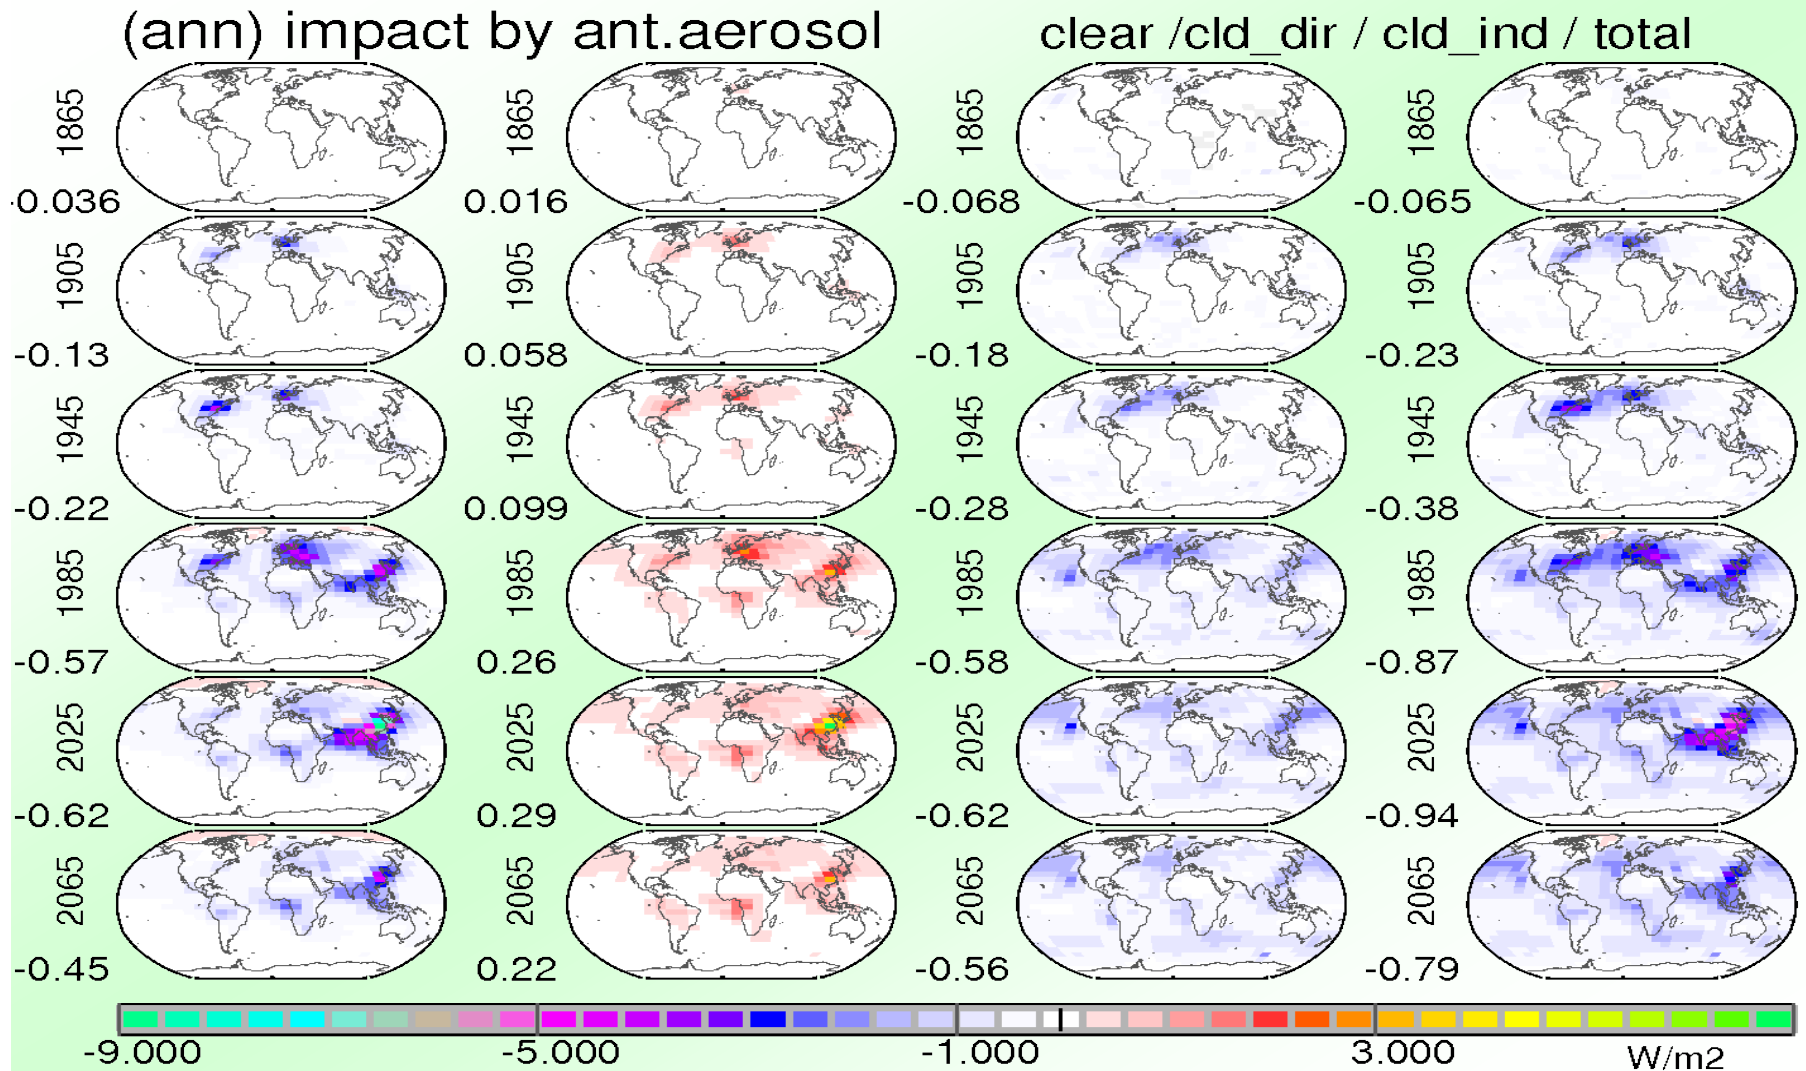 (ann) impact by ant.aerosol clear /cld_dir / cld_ind / total
1865 1865 1865 1865
-0.036 0.016 -0.068 -0.065
1905 1905 1905 1905
-0.13 0.058 -0.18 -0.23
1945 1945 1945 1945
-0.22 0.099 -0.28 -0.38
1985 1985 1985 1985
-0.57 0.26 -0.58 -0.87
2025 2025 2025 2025
-0.62 0.29 -0.62 -0.94
2065 2065 2065 2065
-0.45 0.22 -0.56 -0.79
-9.000 -5.000 -1.000 3.000 W/m2